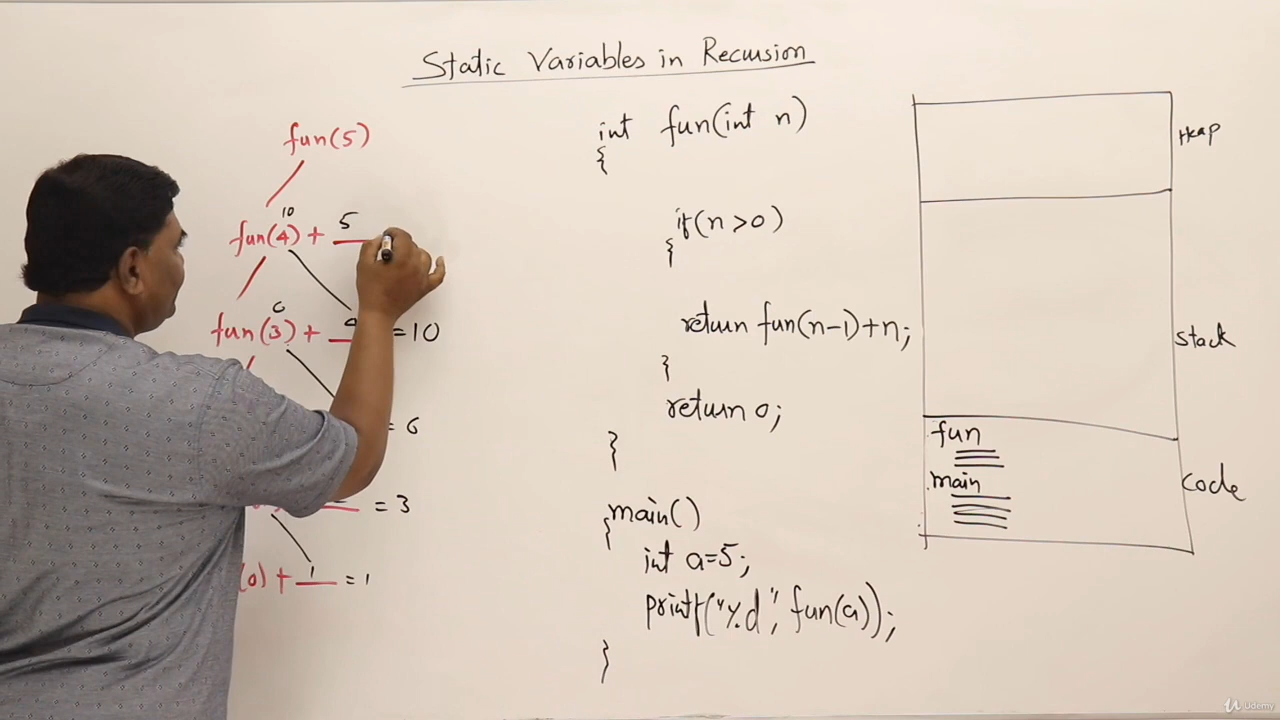 Static Variables in Recursion
fun(5)
10
fun(4) + 5
6
fun(3) + = 10
= 6
= 3
(0) + 1 = 1
int fun(int n)
{
if(n>0)
{
return fun(n-1)+n;
}
return 0;
}
main()
{
int a=5;
printf("%d", fun(a));
}
Heap
stack
fun
main
code
Udemy